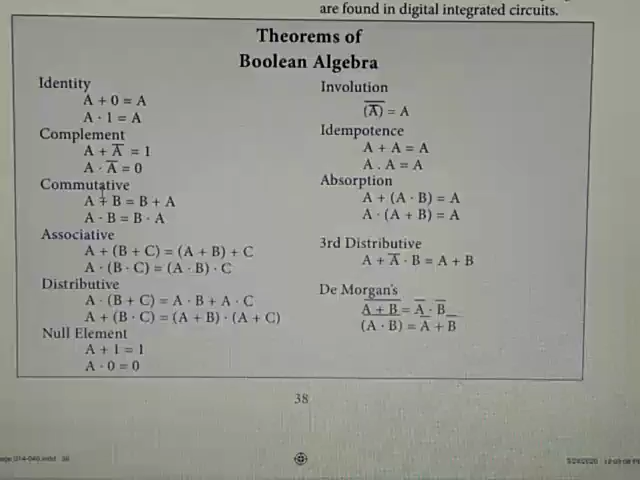 are found in digital integrated circuits.
Theorems of
Boolean Algebra
Identity
A + 0 = A
A · 1 = A
Complement
A + A̅ = 1
A · A̅ = 0
Commutative
A + B = B + A
A · B = B · A
Associative
A + (B + C) = (A + B) + C
A · (B · C) = (A · B) · C
Distributive
A · (B + C) = A · B + A · C
A + (B · C) = (A + B) · (A + C)
Null Element
A + 1 = 1
A · 0 = 0
Involution
(̅A̅̅)̅ = A
Idempotence
A + A = A
A . A = A
Absorption
A + (A · B) = A
A · (A + B) = A
3rd Distributive
A + A̅ · B = A + B
De Morgan's
A̅ ̅+̅ ̅B̅ = A̅ · B̅
(̅A̅ ̅·̅ ̅B̅)̅ = A̅ + B̅
38